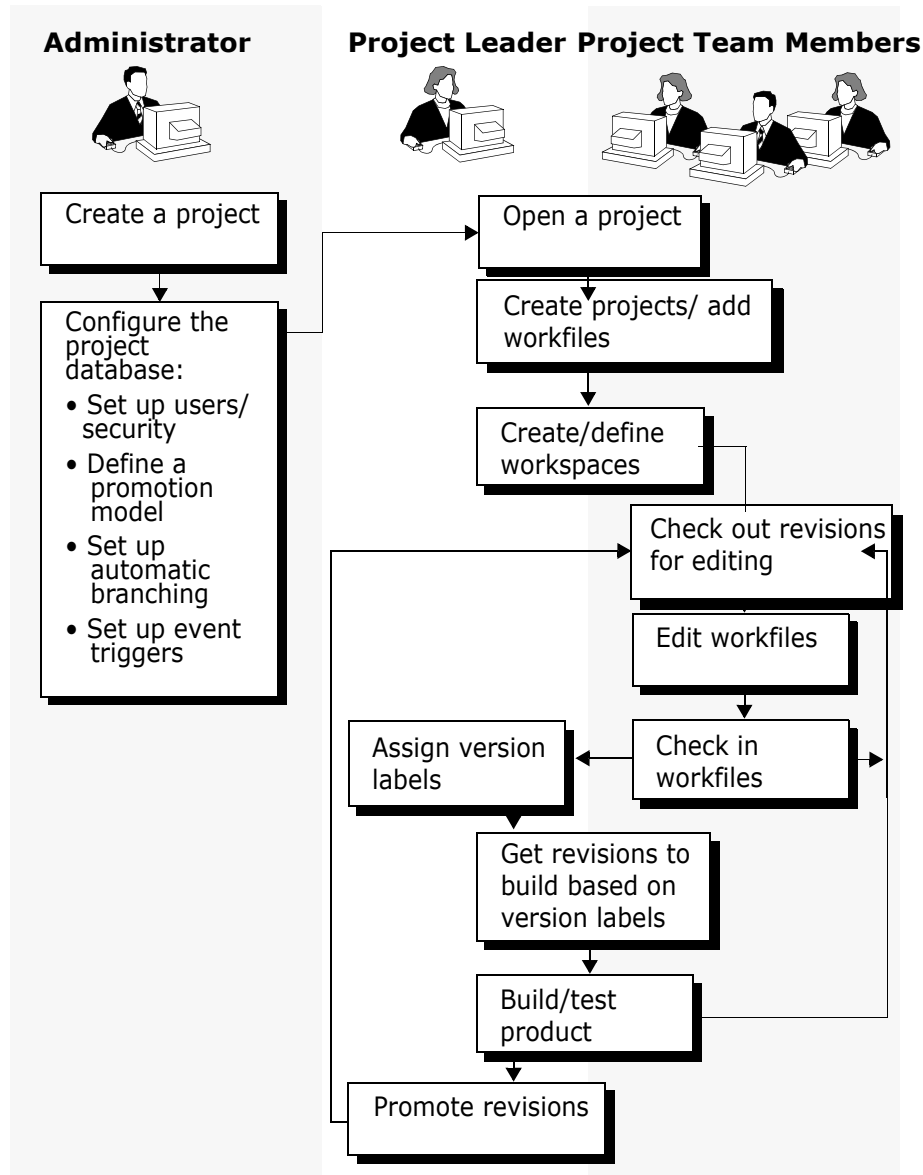 Administrator
Project Leader
Project Team Members
Create a project
Configure the
project
database:
• Set up users/
security
• Define a
promotion
model
• Set up
automatic
branching
• Set up event
triggers
Open a project
Create projects/ add
workfiles
Create/define
workspaces
Check out revisions
for editing
Edit workfiles
Check in
workfiles
Assign version
labels
Get revisions to
build based on
version labels
Build/test
product
Promote revisions